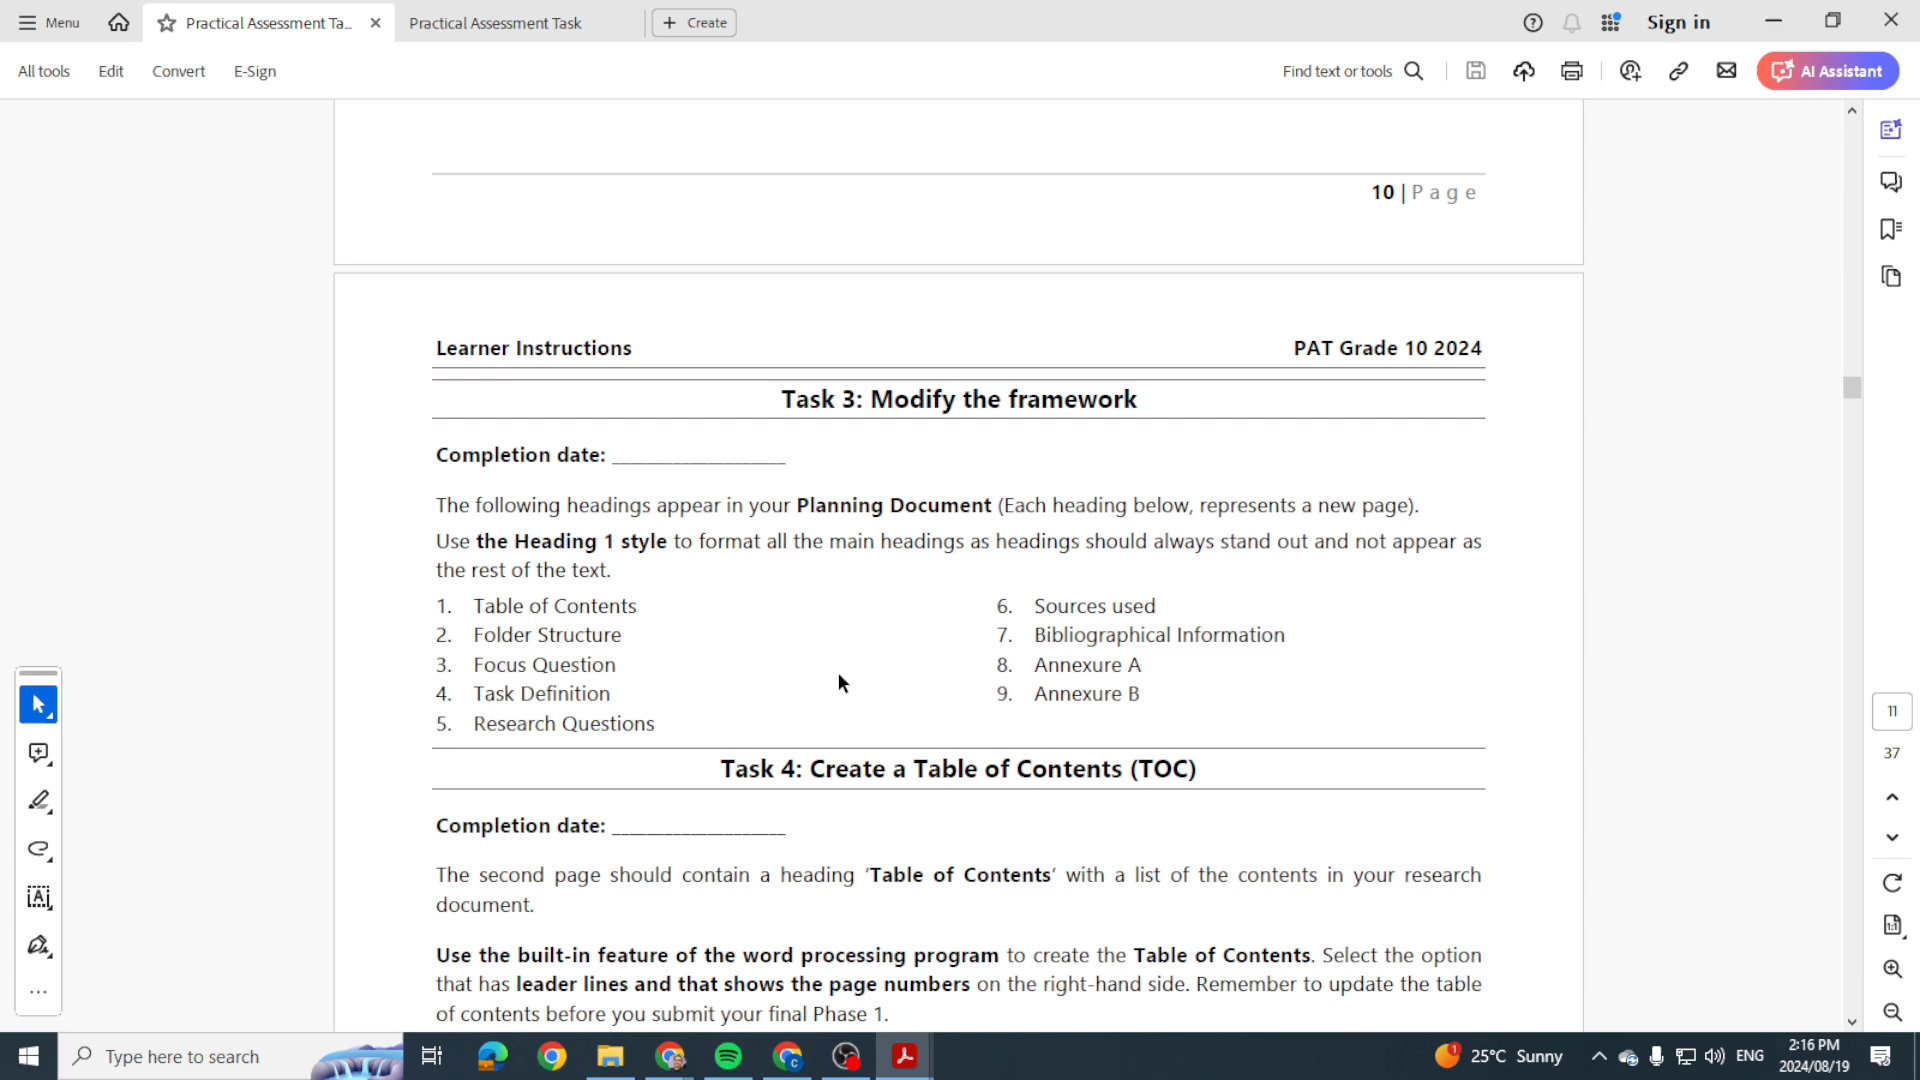 Menu
Practical Assessment Ta...
Practical Assessment Task
Create
Sign in
All tools
Edit
Convert
E-Sign
Find text or tools
AI Assistant
10 | P a g e
Learner Instructions
PAT Grade 10 2024
Task 3: Modify the framework
Completion date: ____________________
The following headings appear in your Planning Document (Each heading below, represents a new page).
Use the Heading 1 style to format all the main headings as headings should always stand out and not appear as
the rest of the text.
1. Table of Contents
2. Folder Structure
3. Focus Question
4. Task Definition
5. Research Questions
6. Sources used
7. Bibliographical Information
8. Annexure A
9. Annexure B
Task 4: Create a Table of Contents (TOC)
Completion date: ____________________
The second page should contain a heading ‘Table of Contents’ with a list of the contents in your research
document.
Use the built-in feature of the word processing program to create the Table of Contents. Select the option
that has leader lines and that shows the page numbers on the right-hand side. Remember to update the table
of contents before you submit your final Phase 1.
11
37
Type here to search
1
25°C Sunny
ENG
2:16 PM
2024/08/19